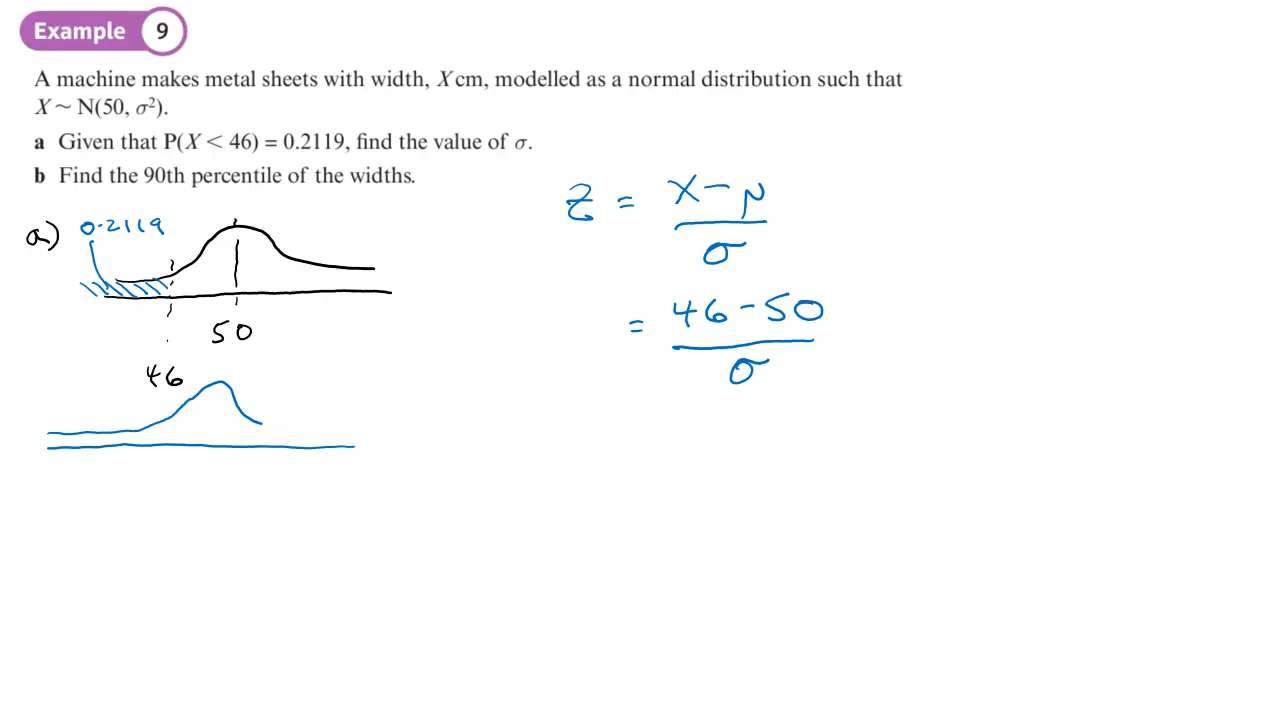 Example 9
A machine makes metal sheets with width, X cm, modelled as a normal distribution such that
X ~ N(50, σ²).
a Given that P(X < 46) = 0.2119, find the value of σ.
b Find the 90th percentile of the widths.
a) 0.2119
50
46
Z = X - μ / σ
= 46 - 50 / σ